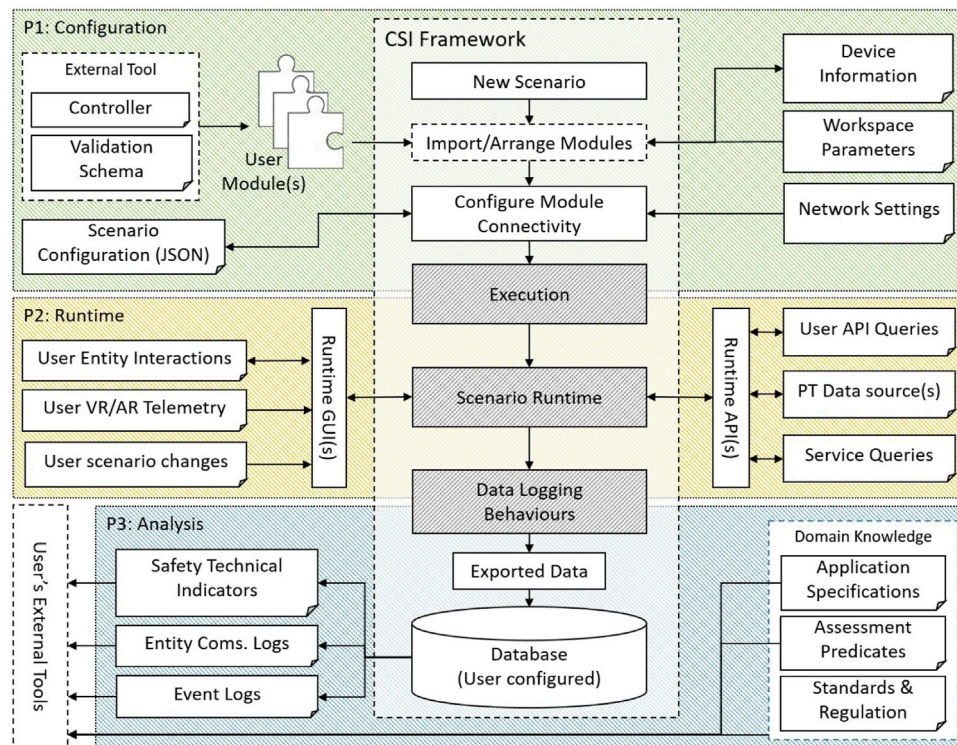 P1: Configuration
External Tool
Controller
Validation
Schema
User
Module(s)
Scenario
Configuration (JSON)
CSI Framework
New Scenario
Import/Arrange Modules
Configure Module
Connectivity
Execution
Device
Information
Workspace
Parameters
Network Settings
P2: Runtime
User Entity Interactions
User VR/AR Telemetry
User scenario changes
Runtime GUI(s)
Scenario Runtime
Data Logging
Behaviours
Runtime API(s)
User API Queries
PT Data source(s)
Service Queries
P3: Analysis
User's External Tools
Safety Technical
Indicators
Entity Coms. Logs
Event Logs
Exported Data
Database
(User configured)
Domain Knowledge
Application
Specifications
Assessment
Predicates
Standards &
Regulation